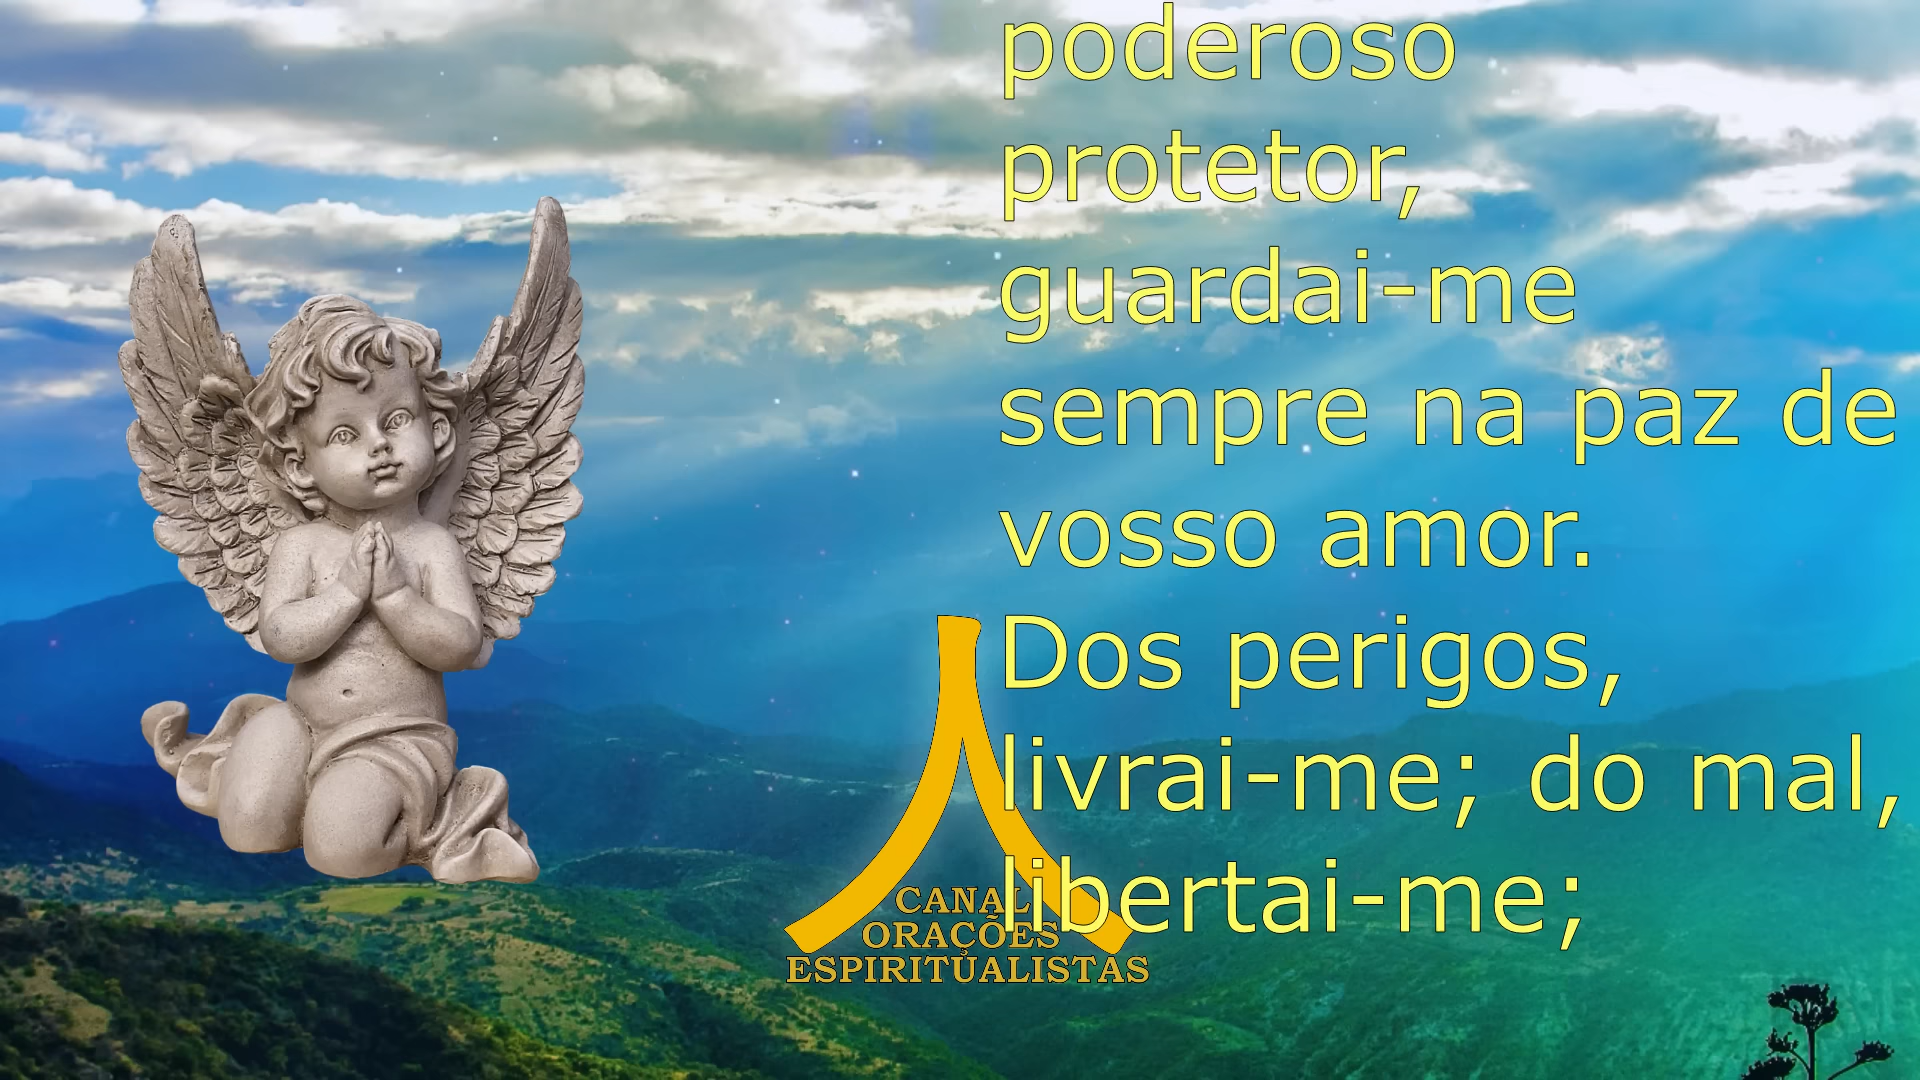 poderoso
protetor,
guardai-me
sempre na paz de
vosso amor.
Dos perigos,
livrai-me; do mal,
libertai-me;
CANAL
ORAÇÕES
ESPIRITUALISTAS